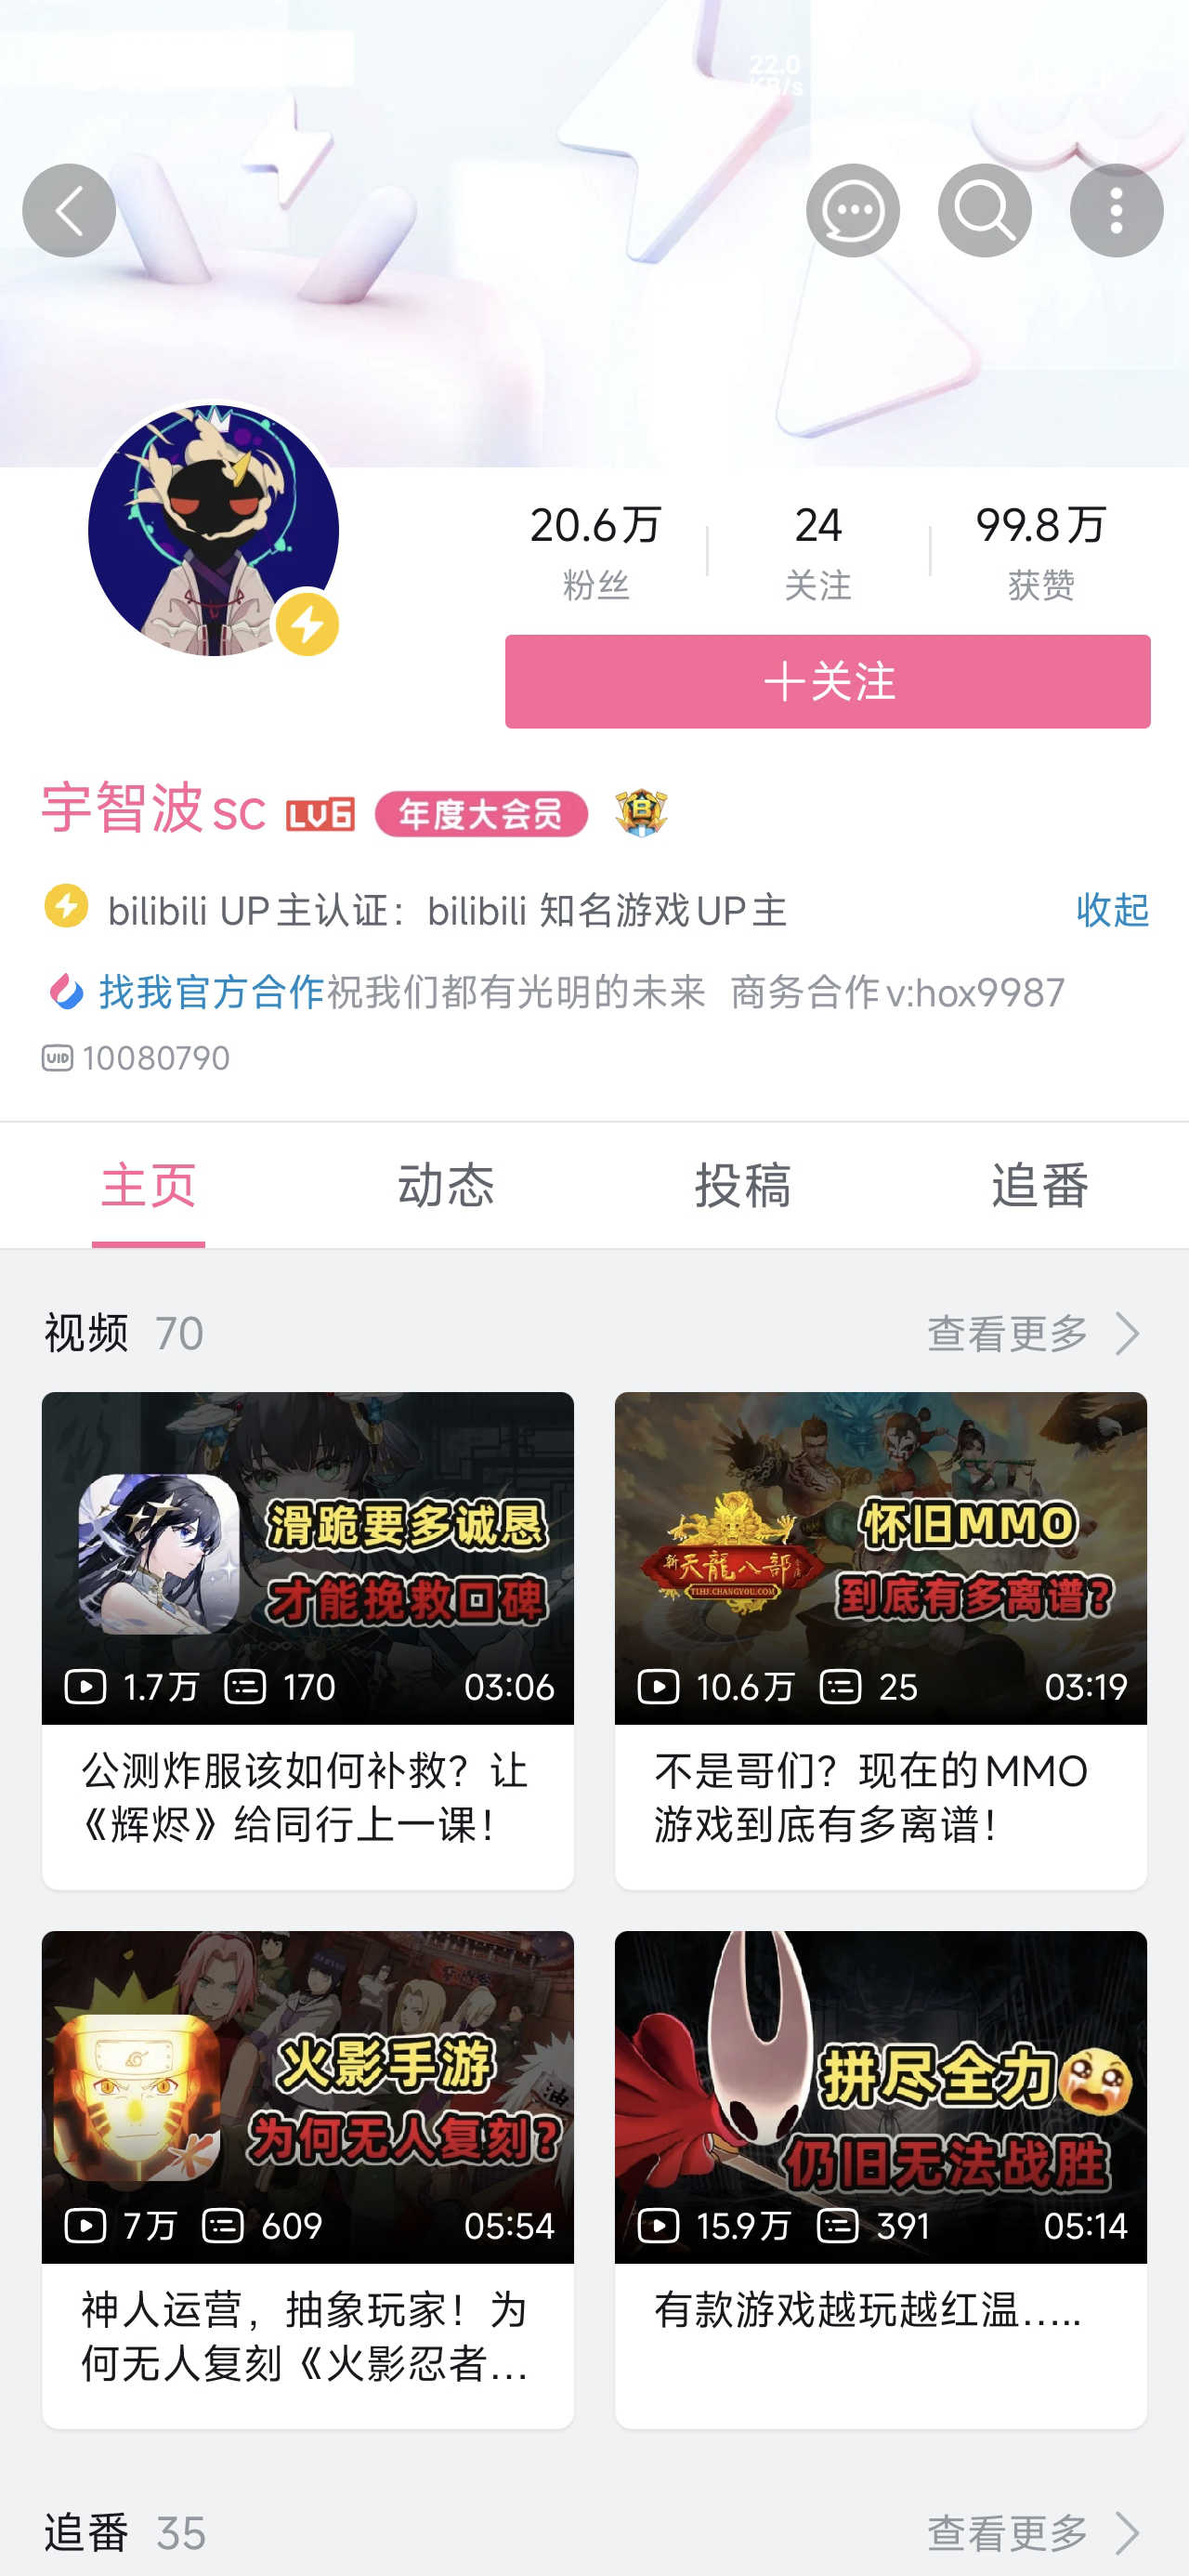 22.0
KB/s
20.6万
粉丝
24
关注
99.8万
获赞
十关注
宇智波sc LV6 年度大会员
bilibili UP主认证：bilibili 知名游戏UP主
收起
找我官方合作祝我们都有光明的未来 商务合作v:hox9987
UID 10080790
主页
动态
投稿
追番
视频 70
查看更多
滑跪要多诚恳
才能挽救口碑
1.7万 170 03:06
公测炸服该如何补救？让
《辉烬》给同行上一课！
新天龍八部
TLHJ.CHANGYOU.COM
怀旧MMO
到底有多离谱?
10.6万 25 03:19
不是哥们？现在的MMO
游戏到底有多离谱！
火影手游
为何无人复刻?
油
7万 609 05:54
神人运营，抽象玩家！为
何无人复刻《火影忍者...
拼尽全力
仍旧无法战胜
15.9万 391 05:14
有款游戏越玩越红温.....
追番 35
查看更多